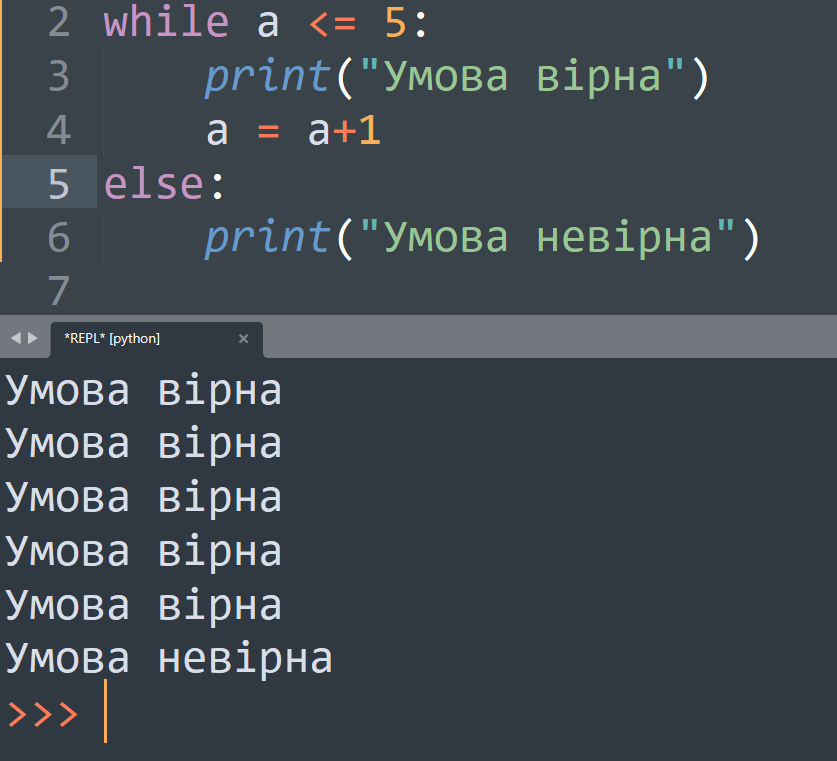 2 while a <= 5:
3 print("Умова вірна")
4 a = a+1
5 else:
6 print("Умова невірна")
7
*REPL* [python] ×
Умова вірна
Умова вірна
Умова вірна
Умова вірна
Умова вірна
Умова невірна
>>>